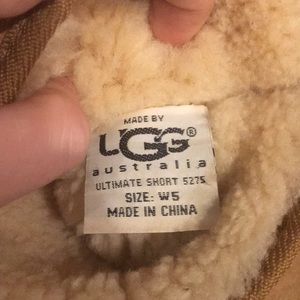 MADE BY
UGG®
australia
ULTIMATE SHORT 5275
SIZE: W5
MADE IN CHINA